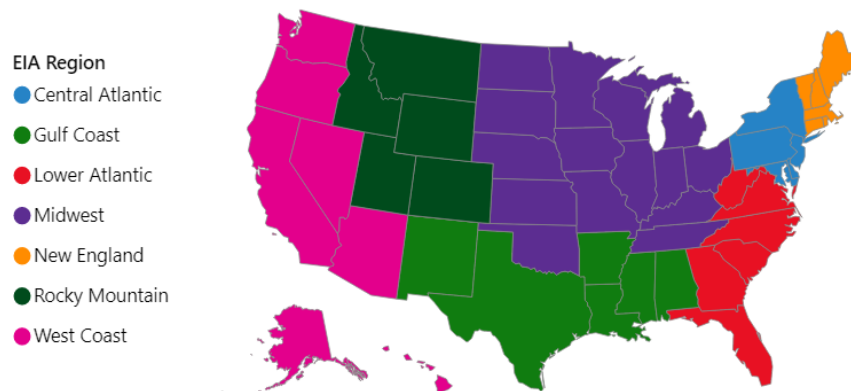 EIA Region
Central Atlantic
Gulf Coast
Lower Atlantic
Midwest
New England
Rocky Mountain
West Coast